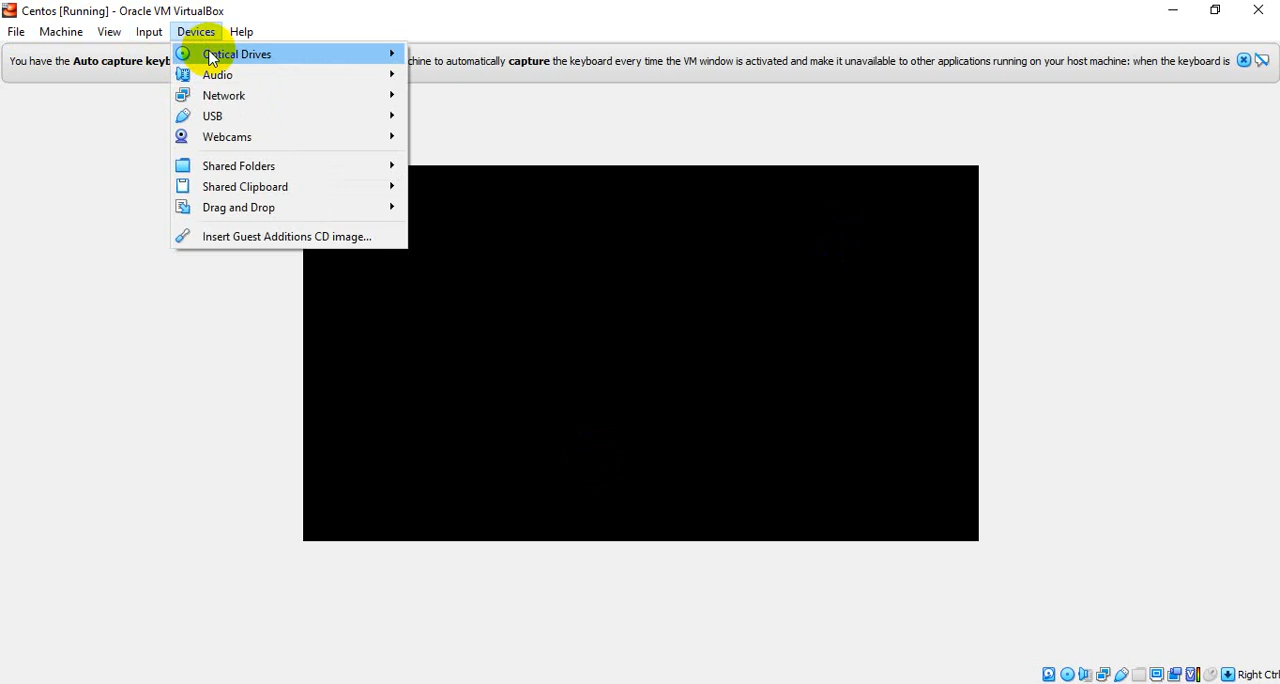 Centos [Running] - Oracle VM VirtualBox
File Machine View Input Devices Help
You have the Auto capture keyb
chine to automatically capture the keyboard every time the VM window is activated and make it unavailable to other applications running on your host machine: when the keyboard is
Optical Drives
Audio
Network
USB
Webcams
Shared Folders
Shared Clipboard
Drag and Drop
Insert Guest Additions CD image...
Right Ctrl